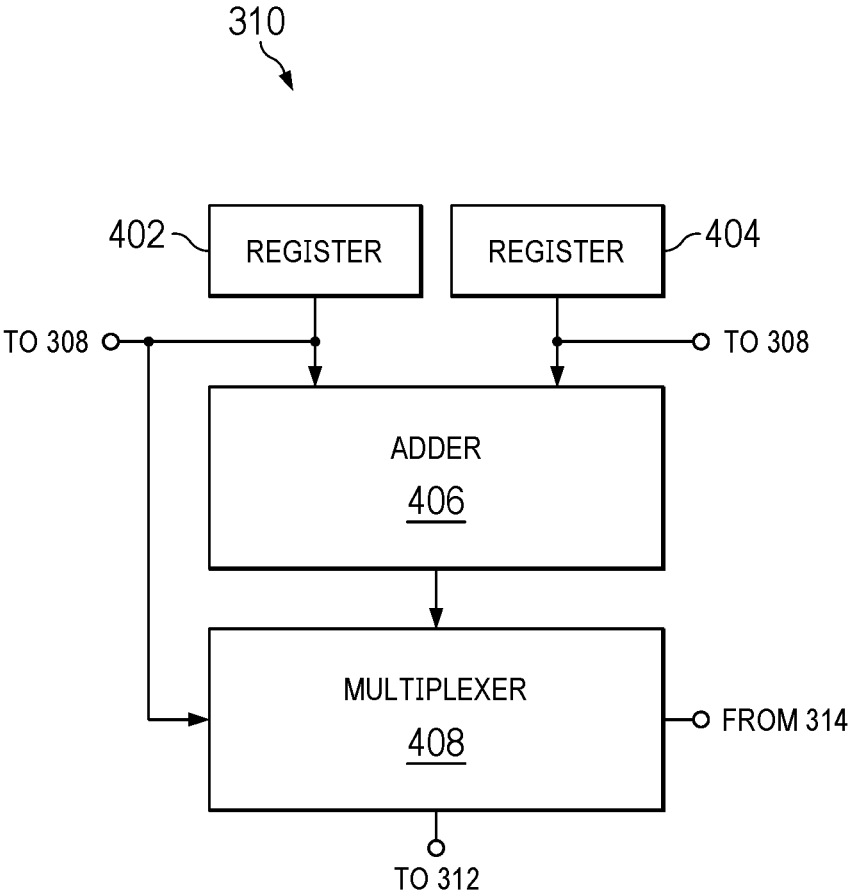 310
402
REGISTER
REGISTER
404
TO 308
TO 308
ADDER
406
MULTIPLEXER
408
FROM 314
TO 312